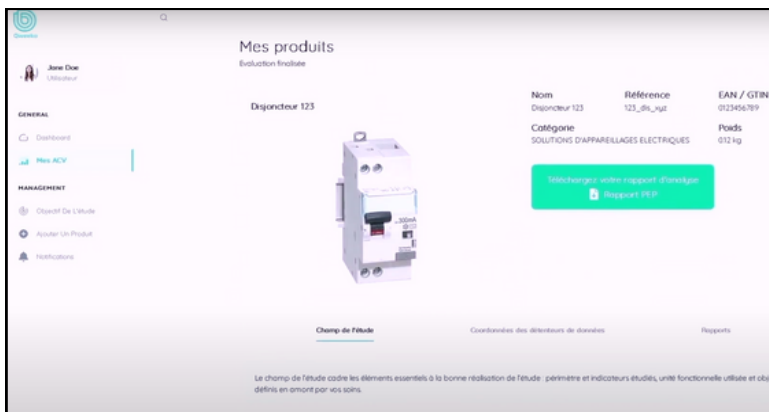 Jane Doe
Utilisateur
GENERAL
Dashboard
Mes ACV
MANAGEMENT
Objectif De L'étude
Ajouter Un Produit
Notifications
Mes produits
Evaluation finalisée
Disjoncteur 123
Nom
Disjoncteur 123
Référence
123_dis_xyz
EAN / GTIN
0123456789
Catégorie
SOLUTIONS D'APPAREILLAGES ELECTRIQUES
Poids
0.12 kg
Téléchargez votre rapport d'analyse
Rapport PEP
300mA
Champ de l'étude
Coordonnées des détenteurs de données
Rapports
Le champ de l'étude cadre les éléments essentiels à la bonne réalisation de l'étude : périmètre et indicateurs étudiés, unité fonctionnelle utilisée et obj
définis en amont par vos soins.